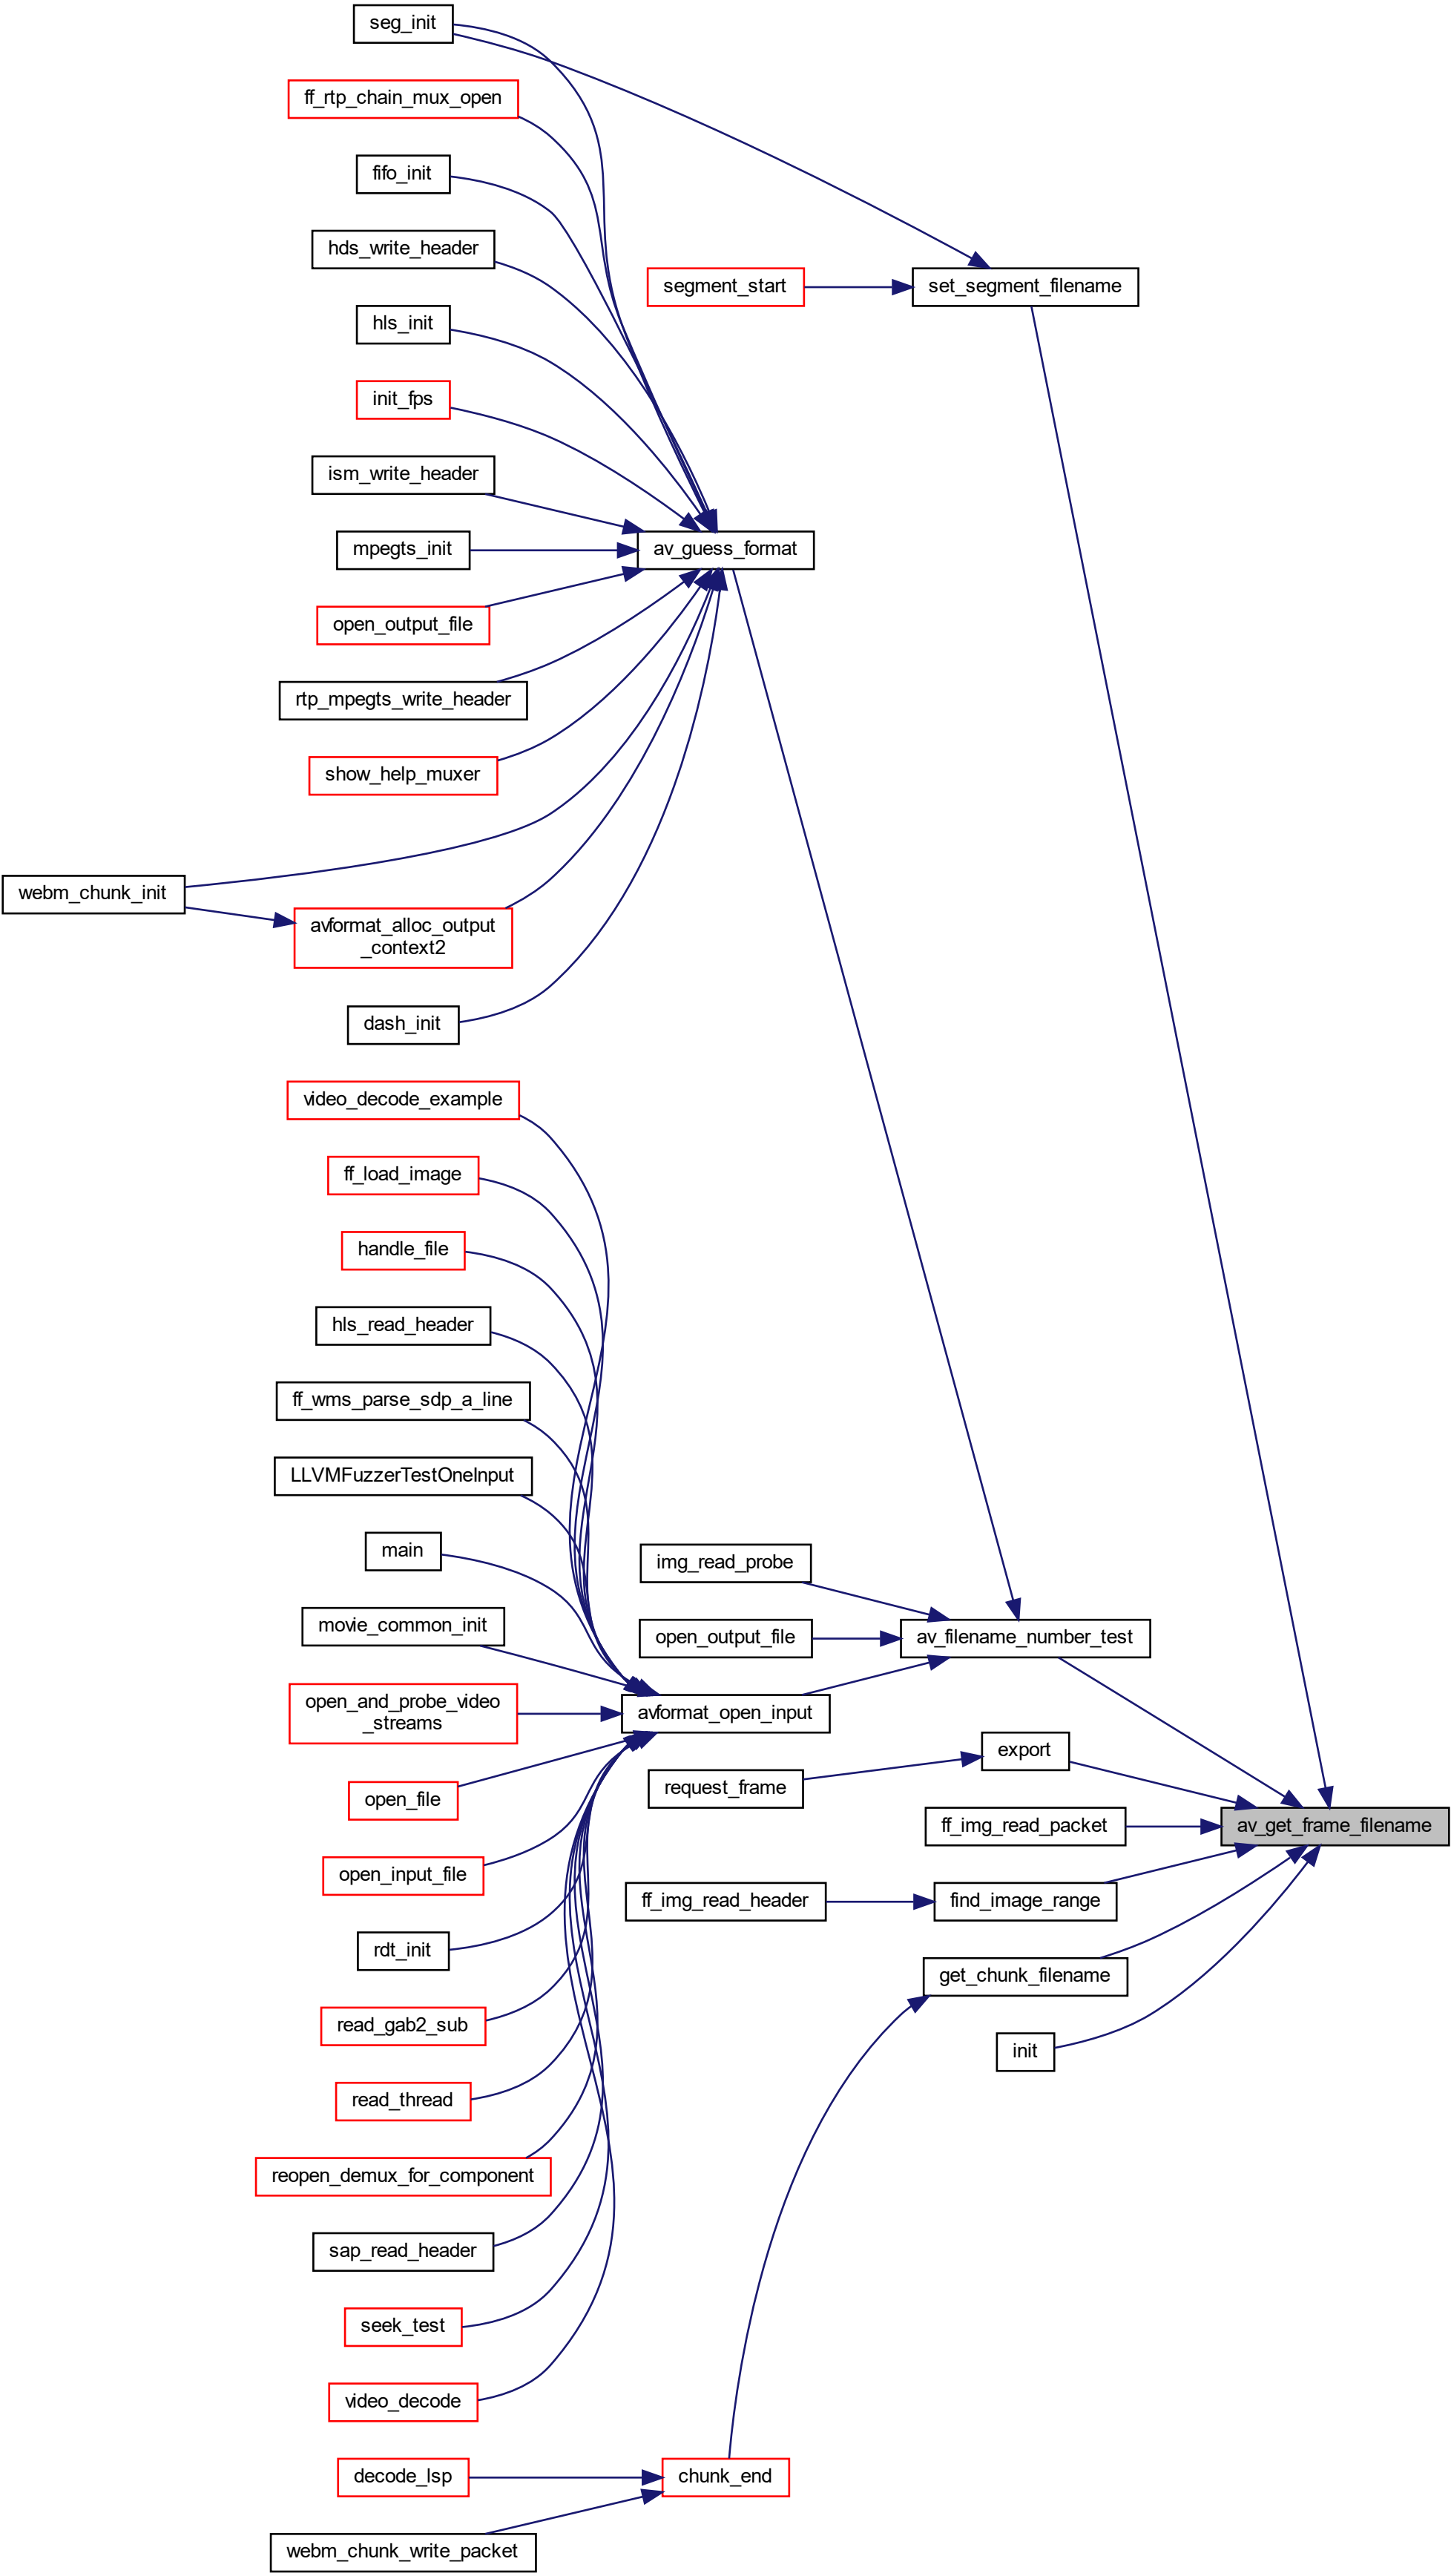 seg_init
ff_rtp_chain_mux_open
fifo_init
hds_write_header
segment_start
set_segment_filename
hls_init
init_fps
ism_write_header
mpegts_init
av_guess_format
open_output_file
rtp_mpegts_write_header
show_help_muxer
webm_chunk_init
avformat_alloc_output
_context2
dash_init
video_decode_example
ff_load_image
handle_file
hls_read_header
ff_wms_parse_sdp_a_line
LLVMFuzzerTestOneInput
main
img_read_probe
movie_common_init
open_output_file
av_filename_number_test
open_and_probe_video
_streams
avformat_open_input
export
open_file
request_frame
ff_img_read_packet
av_get_frame_filename
open_input_file
ff_img_read_header
find_image_range
rdt_init
get_chunk_filename
read_gab2_sub
init
read_thread
reopen_demux_for_component
sap_read_header
seek_test
video_decode
decode_lsp
chunk_end
webm_chunk_write_packet